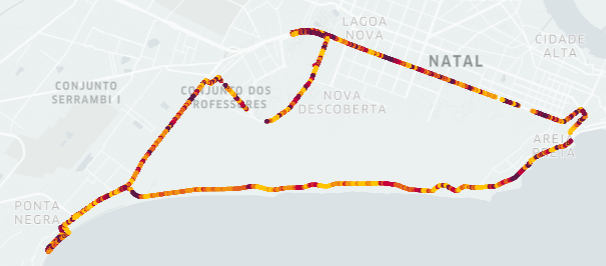 LAGOA
NOVA
CIDADE
ALTA
NATAL
CONJUNTO
SERRAMBI I
CONJUNTO DOS
PROFESSORES
NOVA
DESCOBERTA
AREIA
PRETA
PONTA
NEGRA